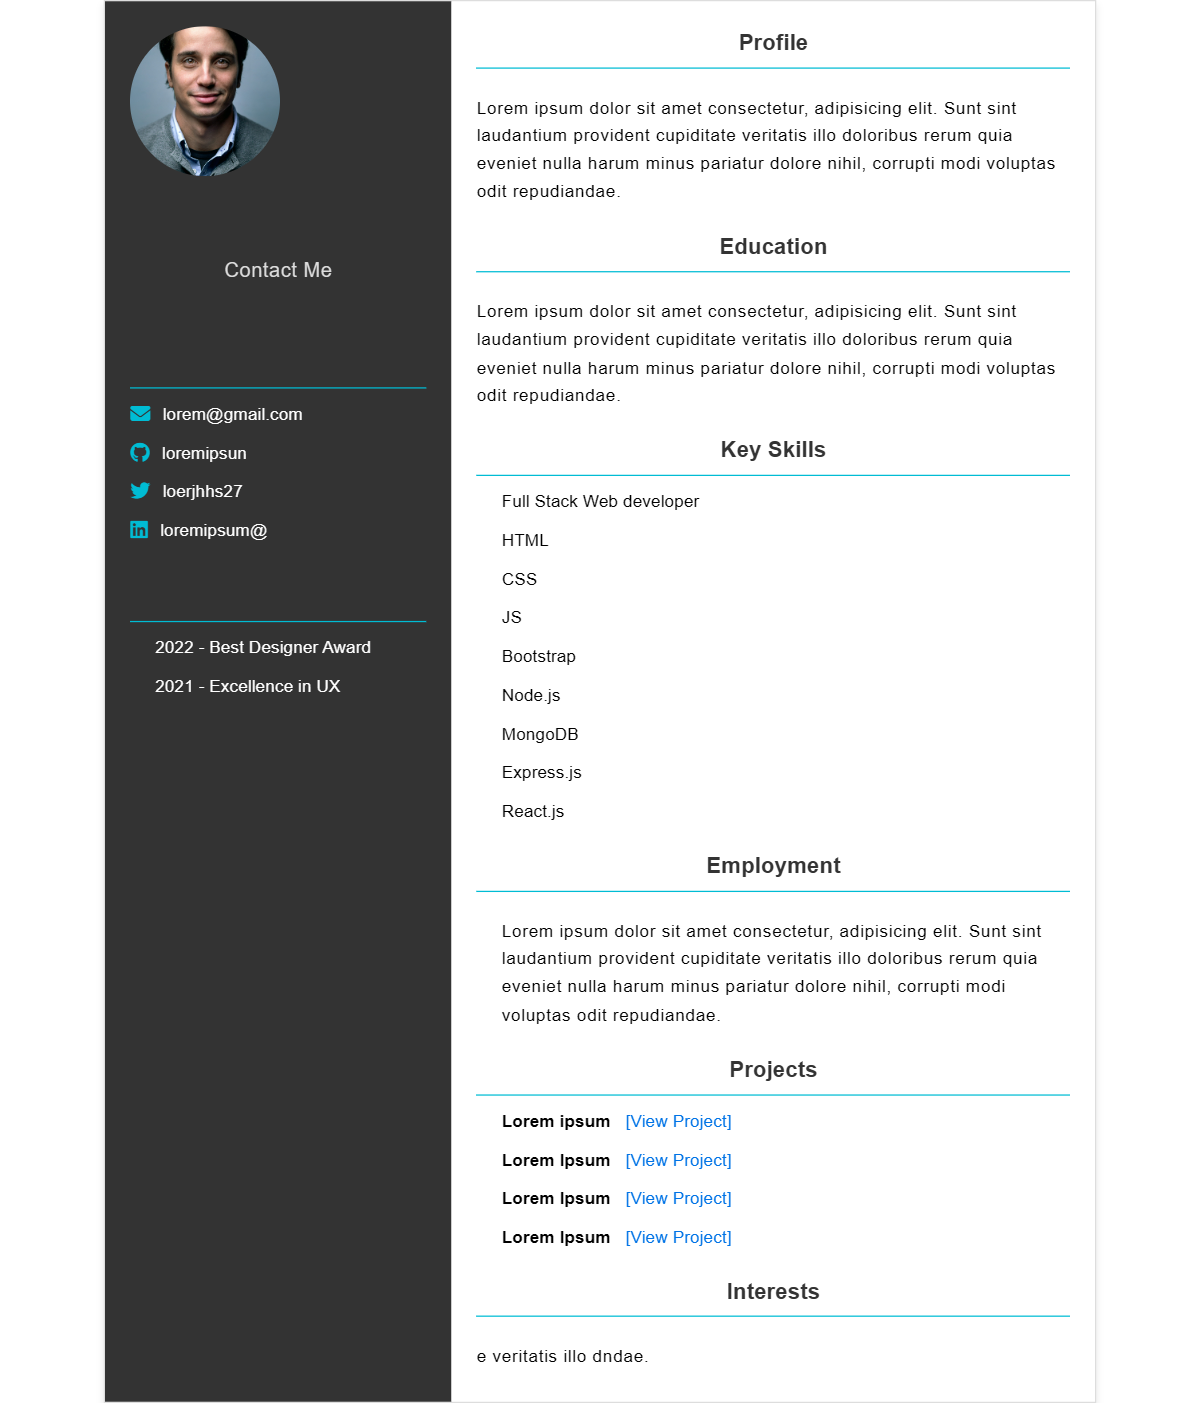 Contact Me
lorem@gmail.com
loremipsun
loerjhhs27
loremipsum@
2022 - Best Designer Award
2021 - Excellence in UX
Profile
Lorem ipsum dolor sit amet consectetur, adipisicing elit. Sunt sint
laudantium provident cupiditate veritatis illo doloribus rerum quia
eveniet nulla harum minus pariatur dolore nihil, corrupti modi voluptas
odit repudiandae.
Education
Lorem ipsum dolor sit amet consectetur, adipisicing elit. Sunt sint
laudantium provident cupiditate veritatis illo doloribus rerum quia
eveniet nulla harum minus pariatur dolore nihil, corrupti modi voluptas
odit repudiandae.
Key Skills
Full Stack Web developer
HTML
CSS
JS
Bootstrap
Node.js
MongoDB
Express.js
React.js
Employment
Lorem ipsum dolor sit amet consectetur, adipisicing elit. Sunt sint
laudantium provident cupiditate veritatis illo doloribus rerum quia
eveniet nulla harum minus pariatur dolore nihil, corrupti modi
voluptas odit repudiandae.
Projects
Lorem ipsum [View Project]
Lorem Ipsum [View Project]
Lorem Ipsum [View Project]
Lorem Ipsum [View Project]
Interests
e veritatis illo dndae.